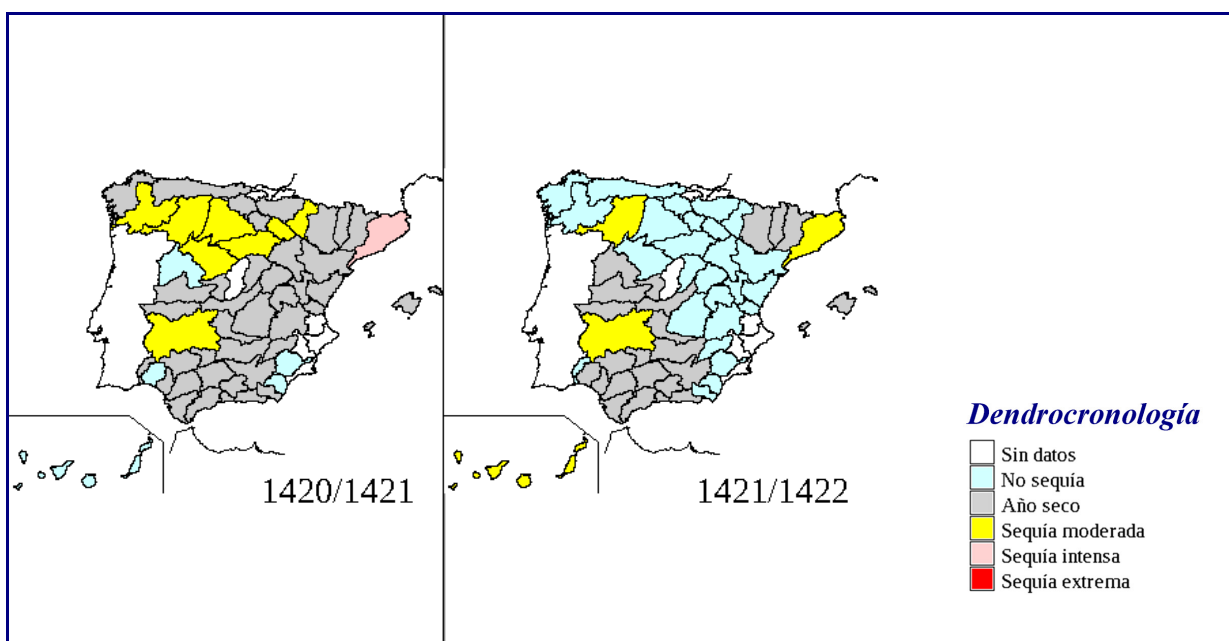 1420/1421
1421/1422
Dendrocronología
Sin datos
No sequía
Año seco
Sequía moderada
Sequía intensa
Sequía extrema